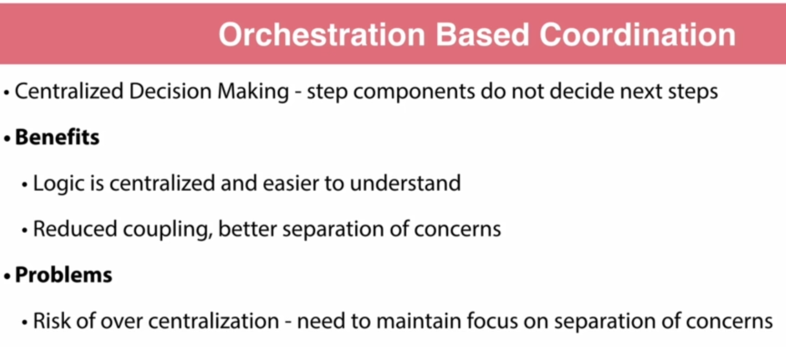 Orchestration Based Coordination
• Centralized Decision Making - step components do not decide next steps
• Benefits
• Logic is centralized and easier to understand
• Reduced coupling, better separation of concerns
• Problems
• Risk of over centralization - need to maintain focus on separation of concerns